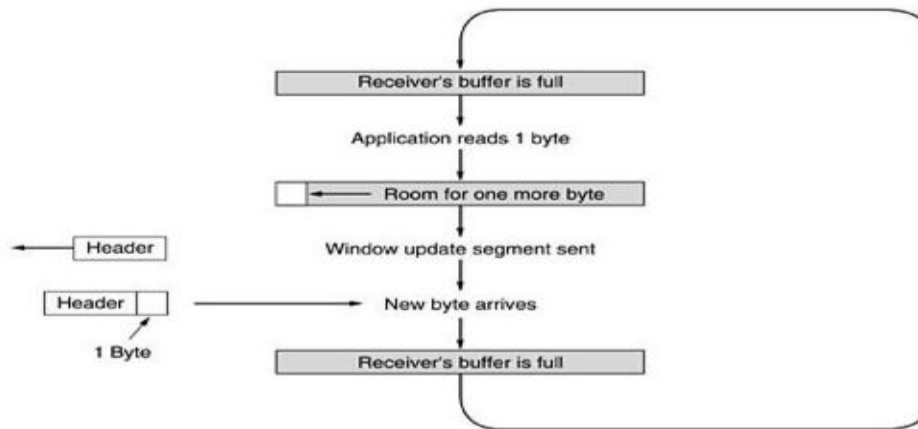 Receiver's buffer is full
Application reads 1 byte
Room for one more byte
Header
Window update segment sent
Header
New byte arrives
1 Byte
Receiver's buffer is full